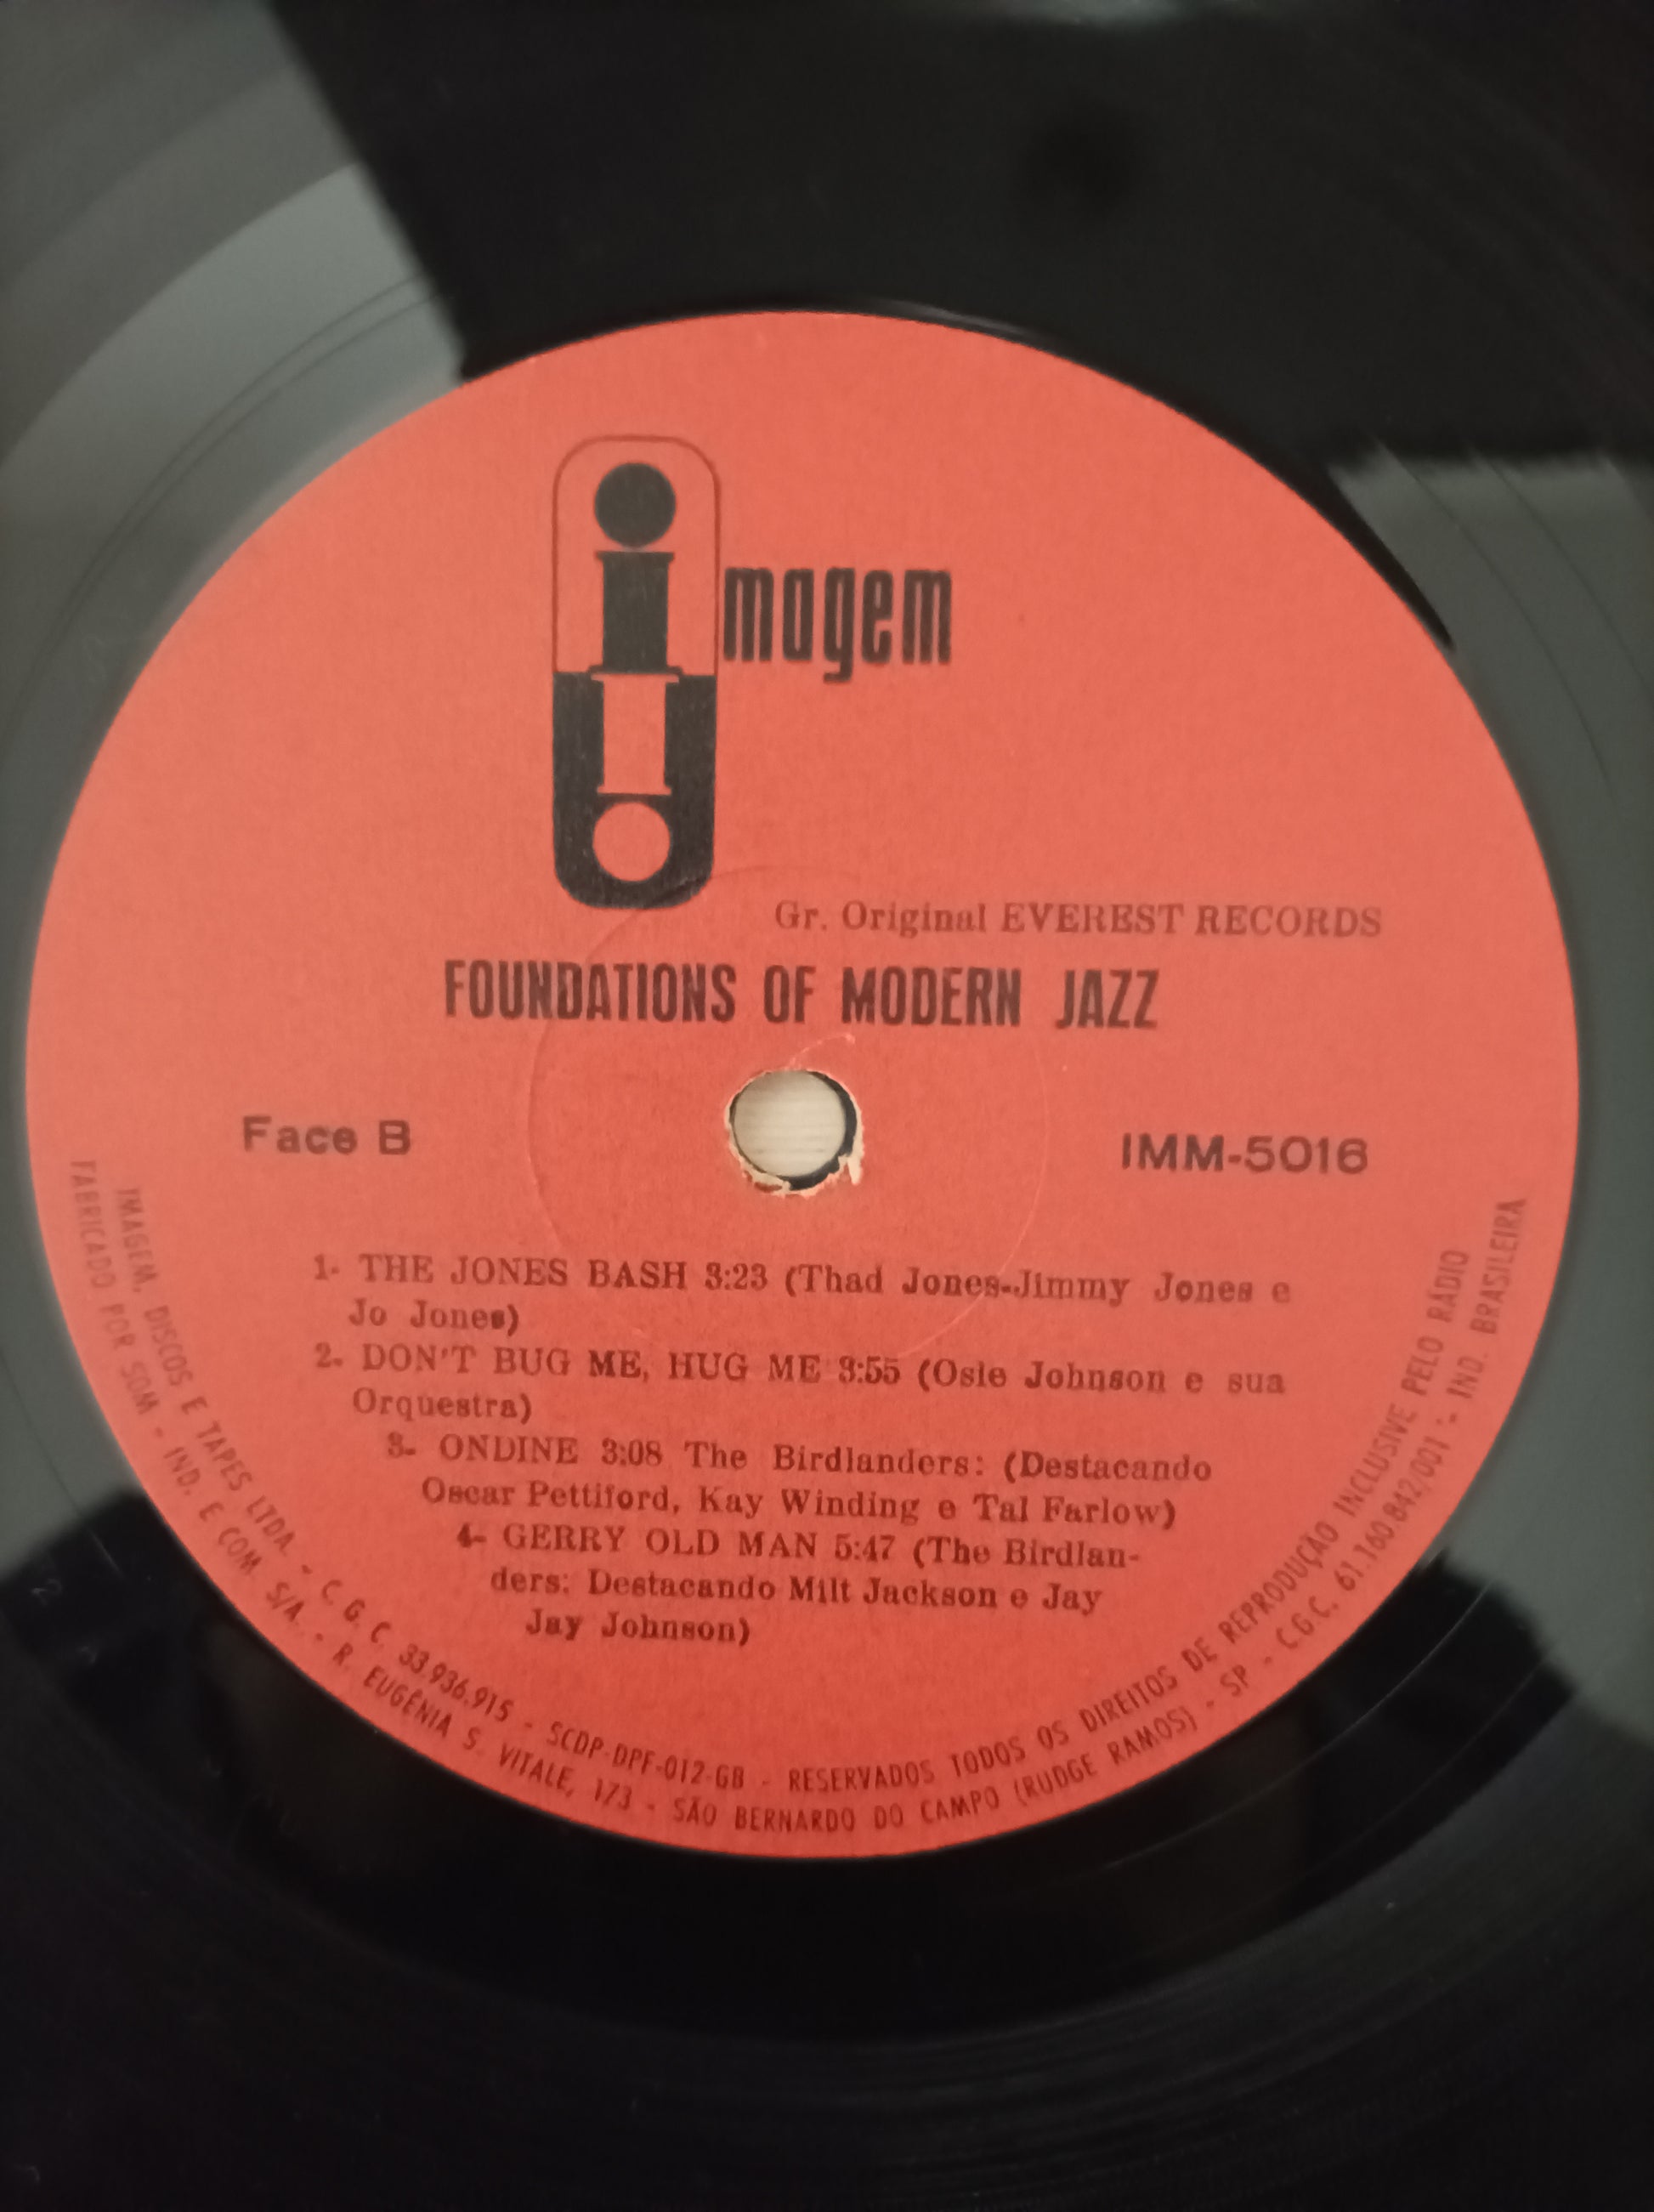 imagem
Gr. Original EVEREST RECORDS
FOUNDATIONS OF MODERN JAZZ
Face B
IMM-5016
1- THE JONES BASH 3:23 (Thad Jones-Jimmy Jones e
Jo Jones)
2- DON'T BUG ME, HUG ME 3:55 (Osie Johnson e sua
Orquestra)
3- ONDINE 3:08 The Birdlanders: (Destacando
Oscar Pettiford, Kay Winding e Tal Farlow)
4- GERRY OLD MAN 5:47 (The Birdlan-
ders: Destacando Milt Jackson e Jay
Jay Johnson)
IMAGEM, DISCOS E TAPES LTDA. - C. G. C. 33.936.915 - SCDP-DPF-012-GB - RESERVADOS TODOS OS DIREITOS DE REPRODUÇÃO INCLUSIVE PELO RÁDIO
FABRICADO POR SOM - IND. E COM. S/A. - R. EUGÊNIA S. VITALE, 173 - SÃO BERNARDO DO CAMPO (RUDGE RAMOS) - SP - C.G.C. 61.160.842/001 - IND. BRASILEIRA